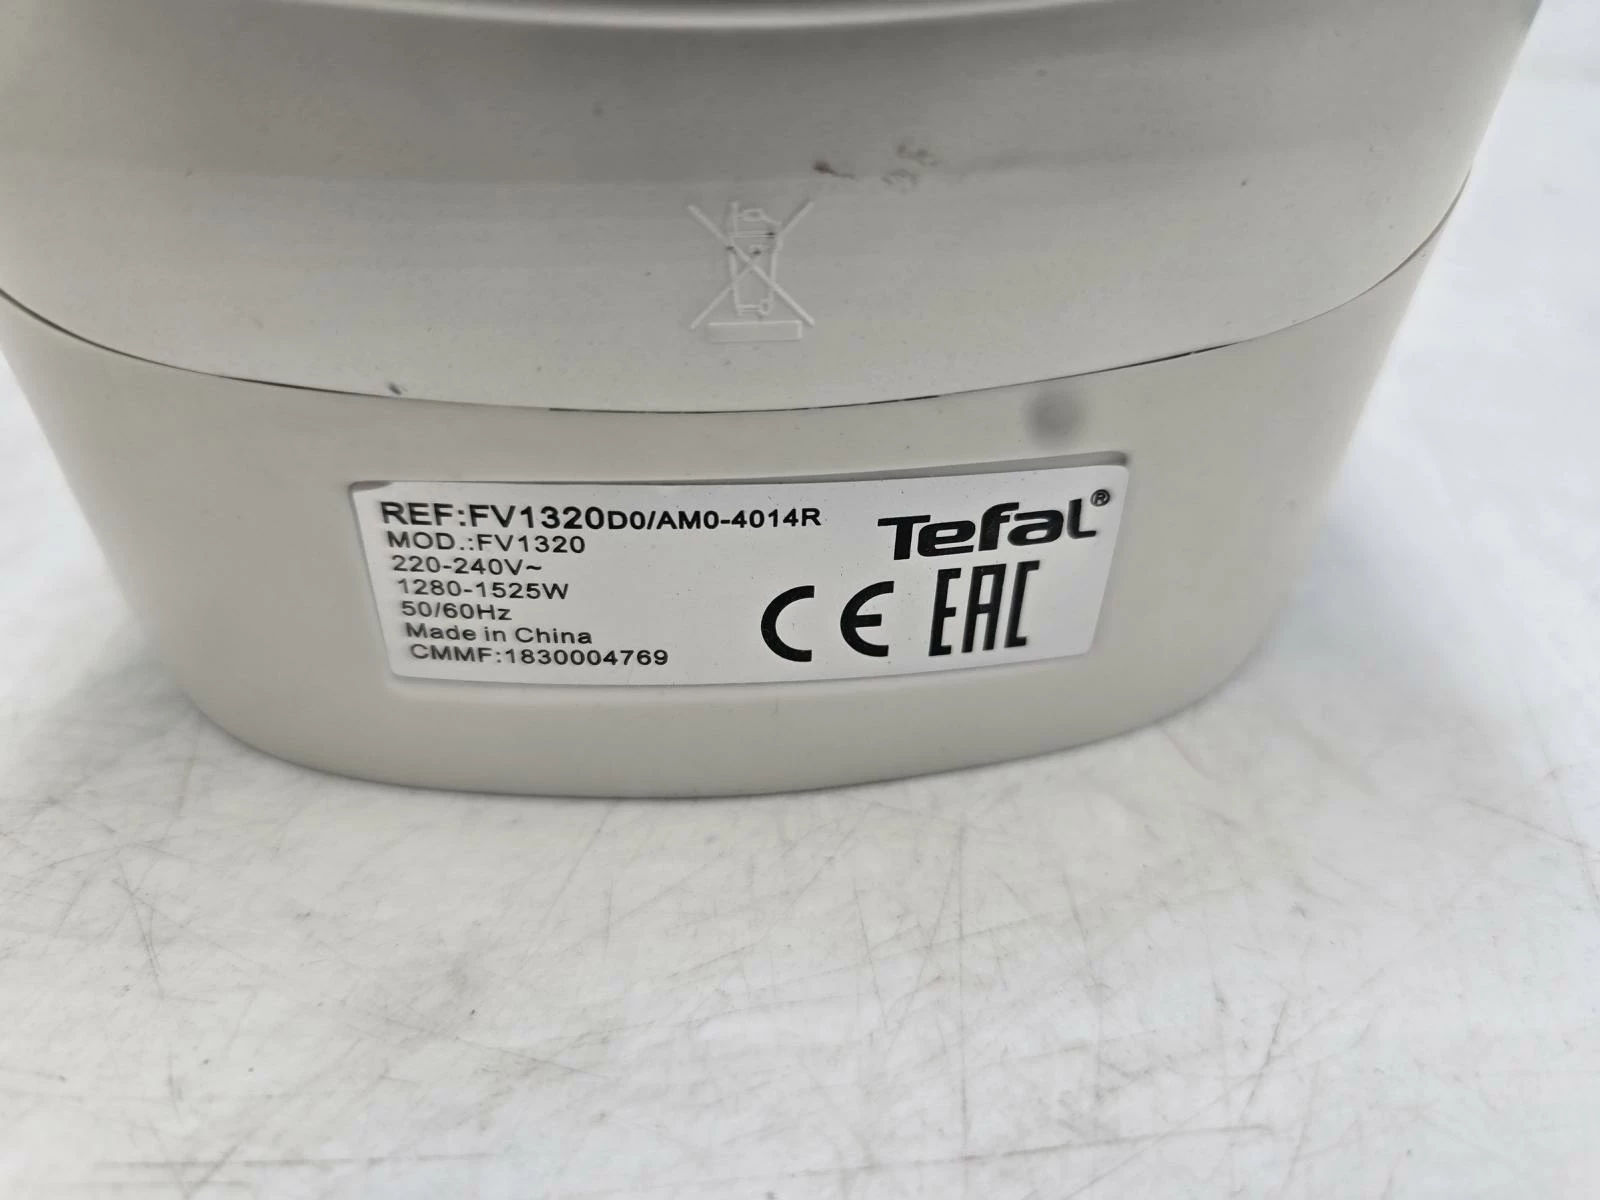 REF:FV1320D0/AM0-4014R
MOD.:FV1320
220-240V~
1280-1525W
50/60Hz
Made in China
CMMF:1830004769
Tefal®
CE EAC